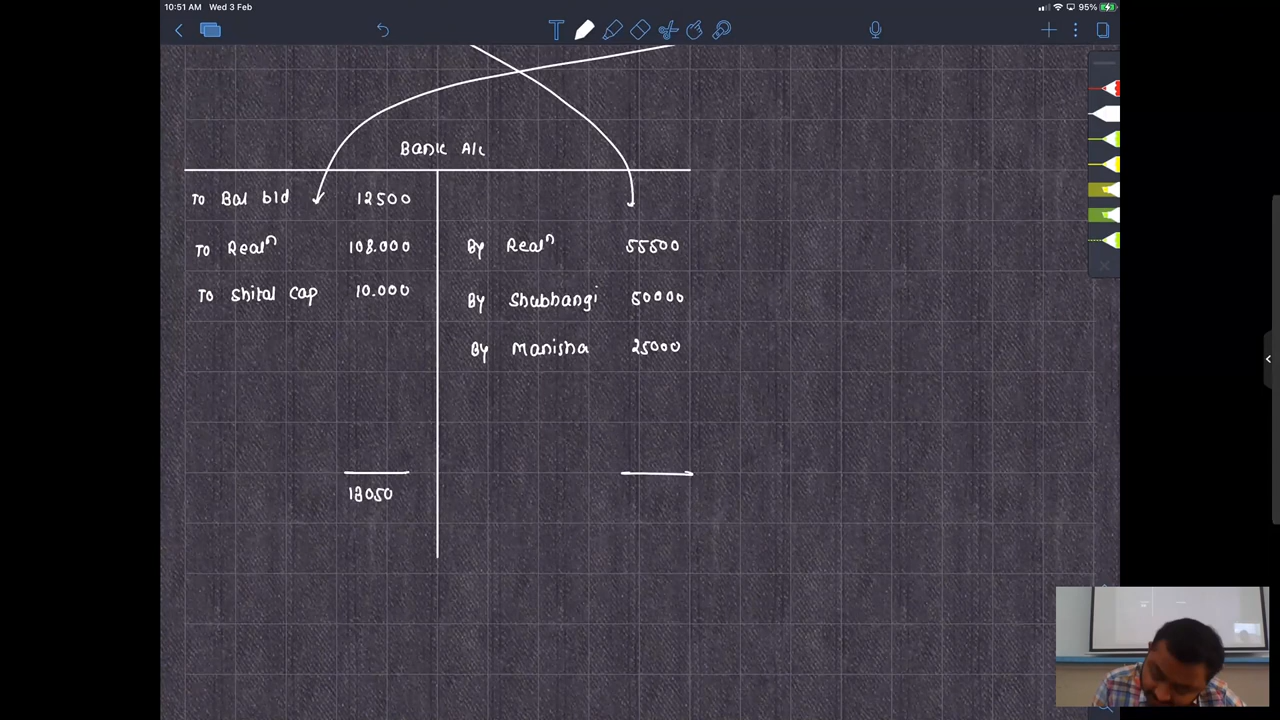 10:51 AM Wed 3 Feb
95%
T
Bank A/c
To Bal b/d 12500
To Realⁿ 108.000 By Realⁿ 55500
To Shital Cap 10.000 By Shubhangi 50000
By Manisha 25000
13050